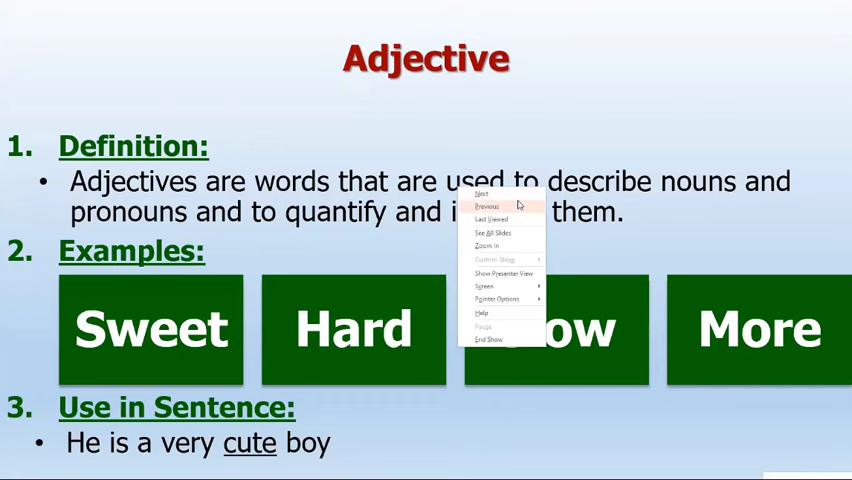 Adjective
1. Definition:
• Adjectives are words that are used to describe nouns and
pronouns and to quantify and i them.
Next
Previous
Last Viewed
See All Slides
Zoom In
Custom Show
Show Presenter View
Screen
Pointer Options
Help
Pause
End Show
2. Examples:
Sweet Hard ow More
3. Use in Sentence:
• He is a very cute boy